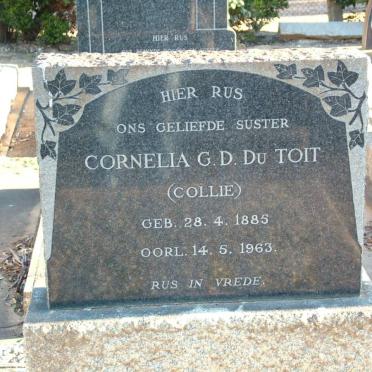 HIER RUS
HIER RUS
ONS GELIEFDE SUSTER
CORNELIA G. D. DU TOIT
(COLLIE)
GEB. 28. 4. 1885
OORL. 14. 5. 1963.
RUS IN VREDE.